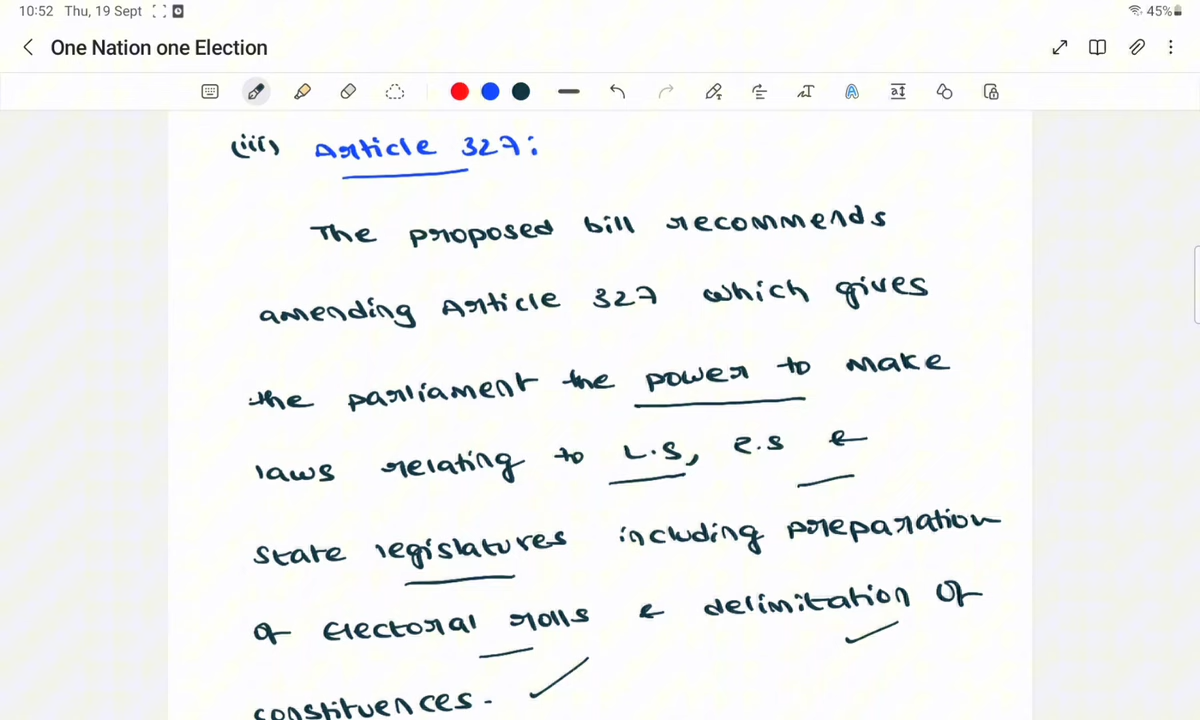 10:52 Thu, 19 Sept 45%
One Nation one Election
(iii) Article 327:
The proposed bill recommends
amending Article 327 which gives
the parliament the power to make
laws relating to L.S, R.S &
State legislatures including preparation
of Electoral rolls & delimitation of
constituences.